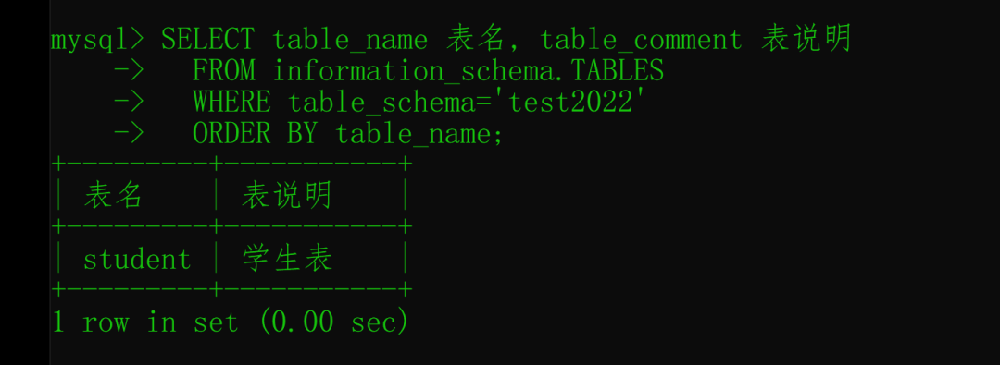 mysql> SELECT table_name 表名, table_comment 表说明
    ->   FROM information_schema.TABLES
    ->   WHERE table_schema='test2022'
    ->   ORDER BY table_name;
+---------+-----------+
| 表名    | 表说明    |
+---------+-----------+
| student | 学生表    |
+---------+-----------+
1 row in set (0.00 sec)